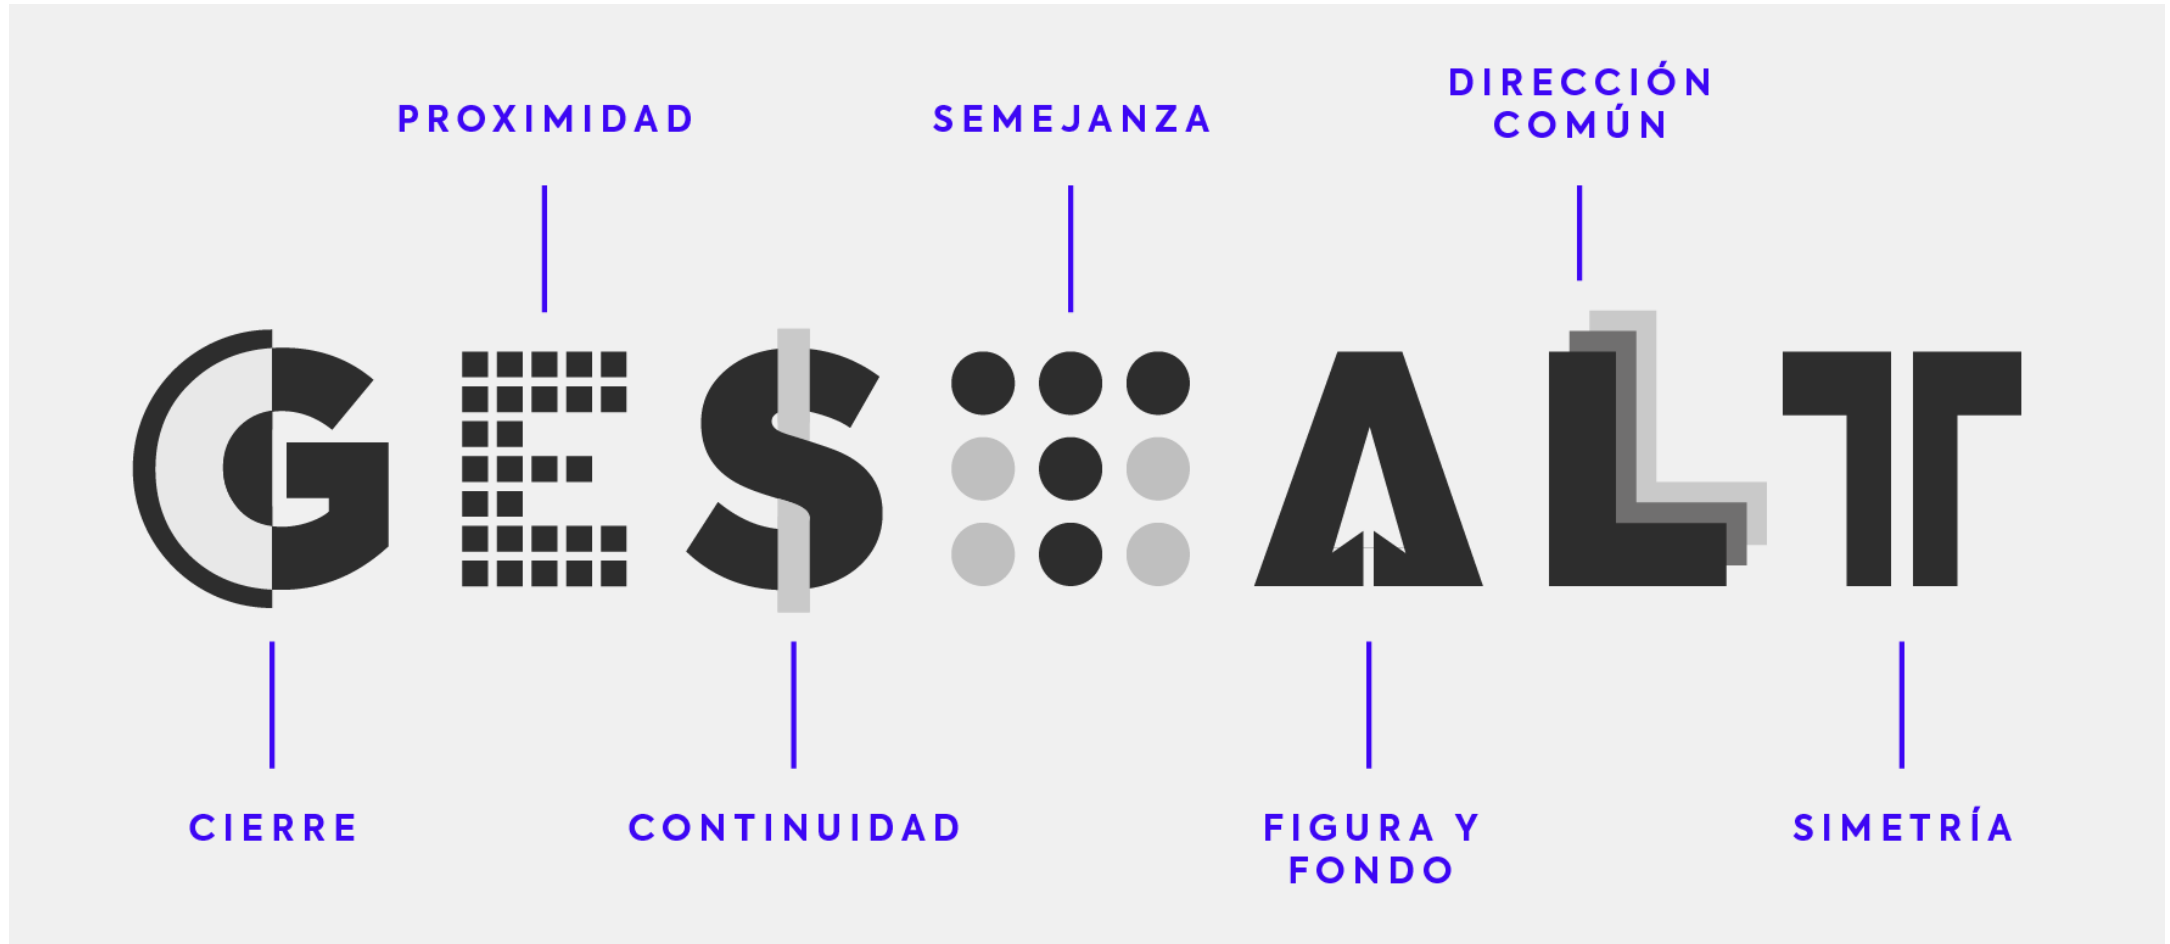 DIRECCIÓN
COMÚN
PROXIMIDAD
SEMEJANZA
GESTALT
CIERRE
CONTINUIDAD
FIGURA Y
FONDO
SIMETRÍA